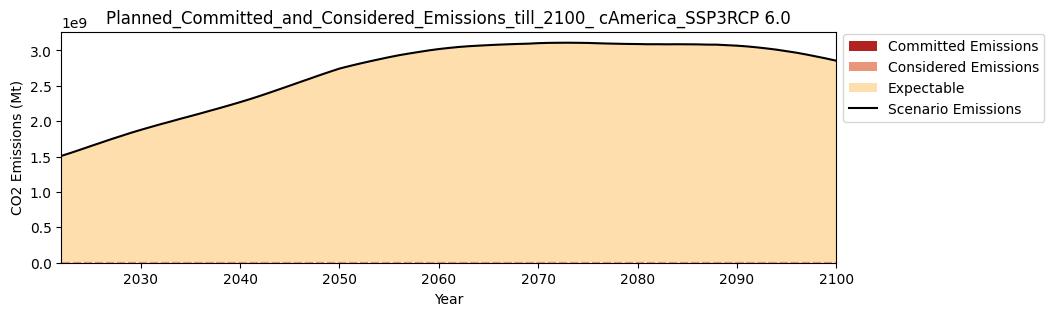 Planned_Committed_and_Considered_Emissions_till_2100_ cAmerica_SSP3RCP 6.0
1e9
CO2 Emissions (Mt)
3.0
2.5
2.0
1.5
1.0
0.5
0.0
2030 2040 2050 2060 2070 2080 2090 2100
Year
Committed Emissions
Considered Emissions
Expectable
Scenario Emissions